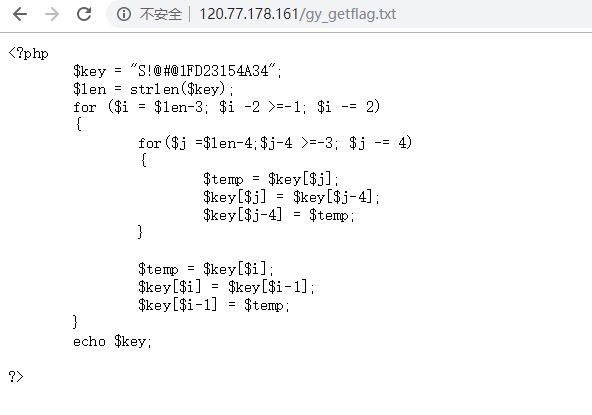 不安全 | 120.77.178.161/gy_getflag.txt
<?php
$key = "S!@#@1FD23154A34";
$len = strlen($key);
for ($i = $len-3; $i -2 >=-1; $i -= 2)
{
for($j =$len-4;$j-4 >=-3; $j -= 4)
{
$temp = $key[$j];
$key[$j] = $key[$j-4];
$key[$j-4] = $temp;
}
$temp = $key[$i];
$key[$i] = $key[$i-1];
$key[$i-1] = $temp;
}
echo $key;
?>